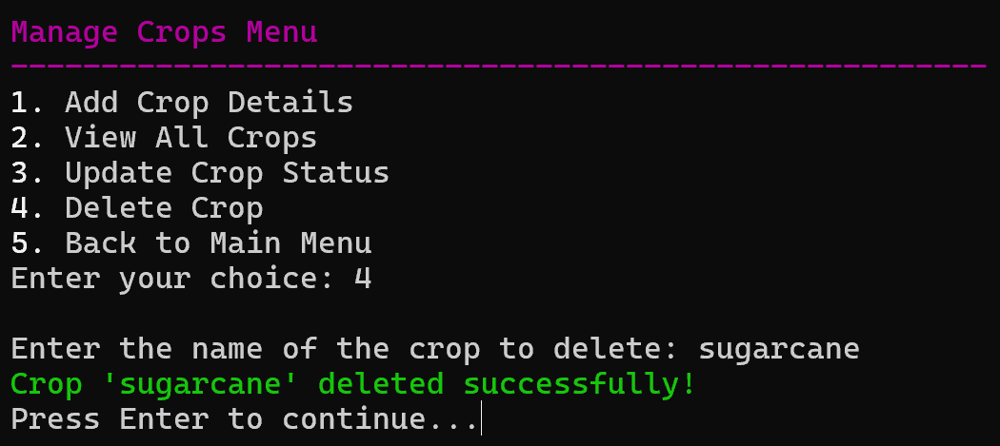 Manage Crops Menu
------------------------------------------------------
1. Add Crop Details
2. View All Crops
3. Update Crop Status
4. Delete Crop
5. Back to Main Menu
Enter your choice: 4
Enter the name of the crop to delete: sugarcane
Crop 'sugarcane' deleted successfully!
Press Enter to continue...